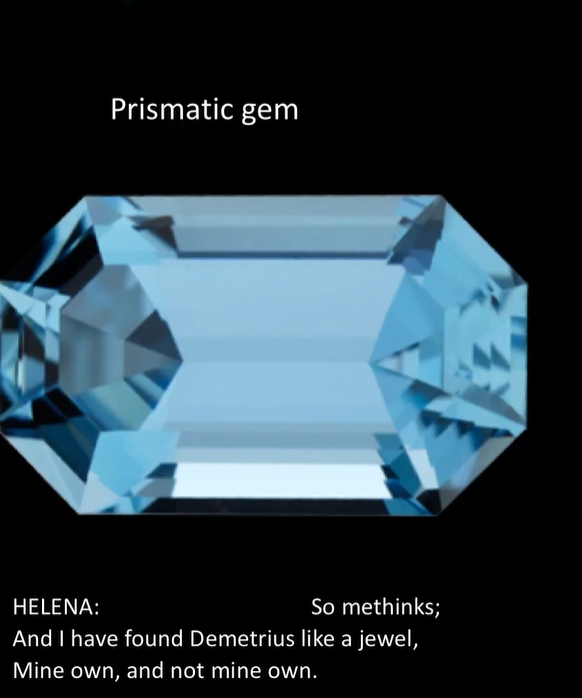 Prismatic gem
HELENA: So methinks;
And I have found Demetrius like a jewel,
Mine own, and not mine own.